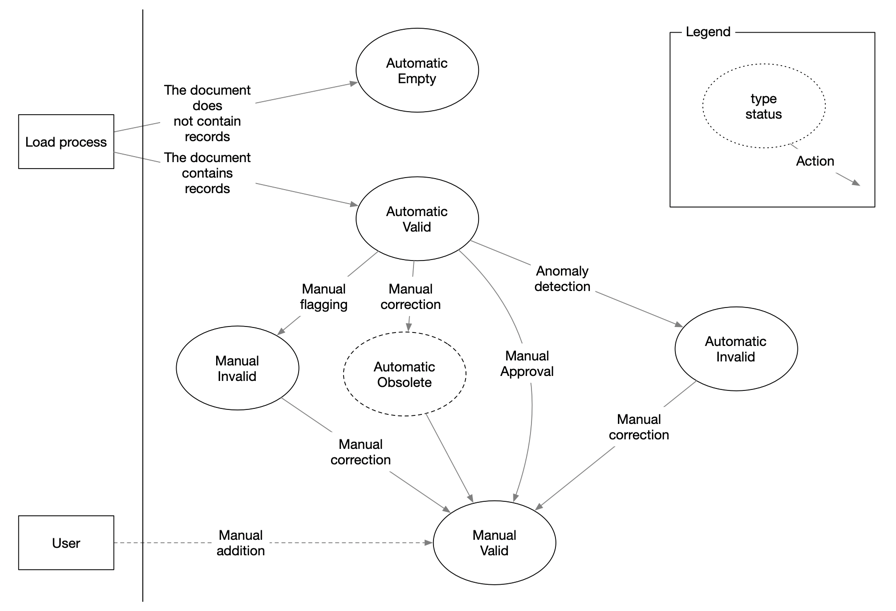 Legend
Automatic
Empty
type
status
The document
does
not contain
records
Load process
Action
The document
contains
records
Automatic
Valid
Anomaly
detection
Manual
flagging
Manual
correction
Automatic
Invalid
Manual
Approval
Manual
Invalid
Automatic
Obsolete
Manual
correction
Manual
correction
User
Manual
addition
Manual
Valid